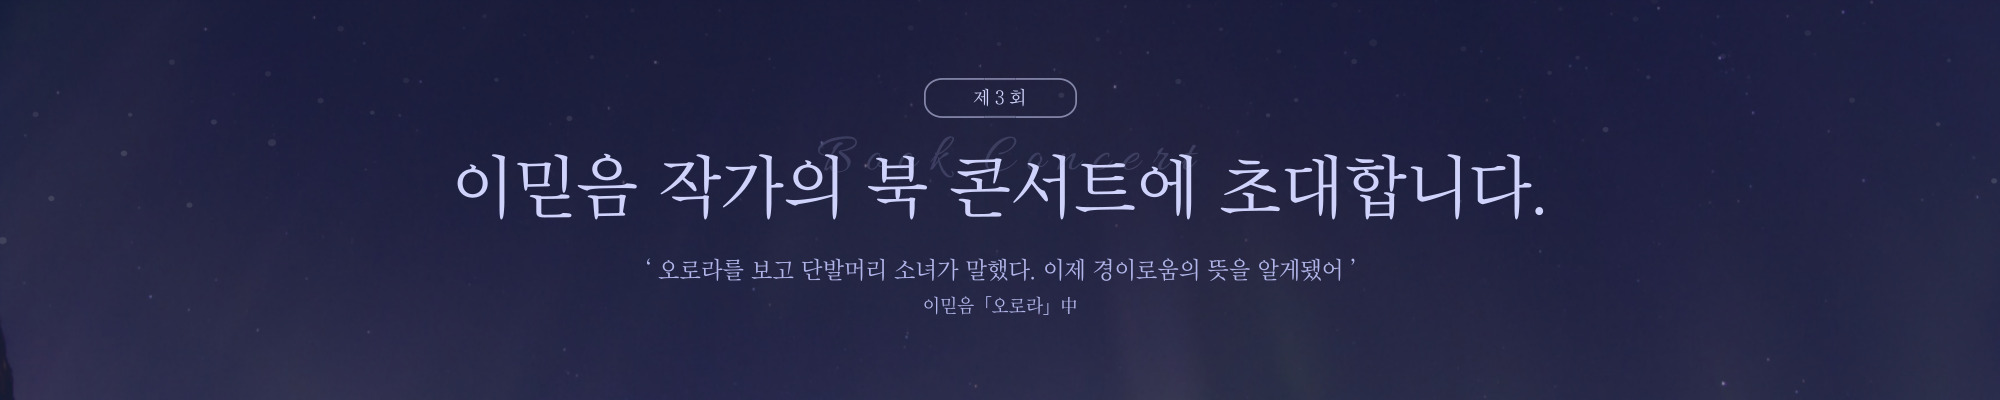 제3회
Book Concert
이믿음 작가의 북 콘서트에 초대합니다.
‘ 오로라를 보고 단발머리 소녀가 말했다. 이제 경이로움의 뜻을 알게됐어 ’
이믿음「오로라」中